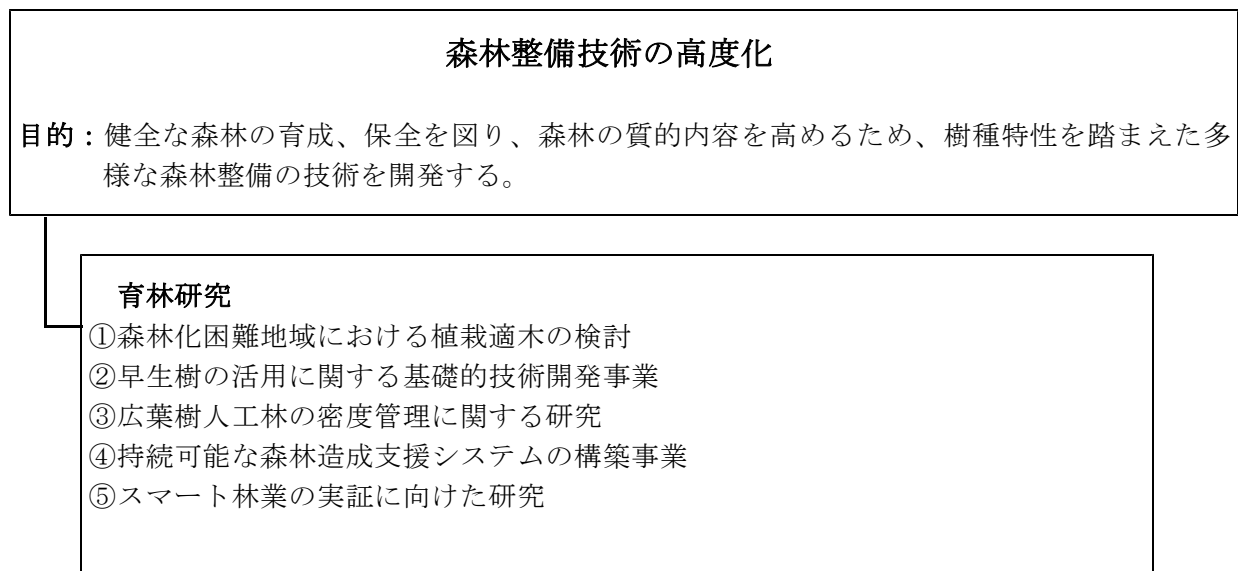 森林整備技術の高度化
目的：健全な森林の育成、保全を図り、森林の質的内容を高めるため、樹種特性を踏まえた多
様な森林整備の技術を開発する。
育林研究
①森林化困難地域における植栽適木の検討
②早生樹の活用に関する基礎的技術開発事業
③広葉樹人工林の密度管理に関する研究
④持続可能な森林造成支援システムの構築事業
⑤スマート林業の実証に向けた研究